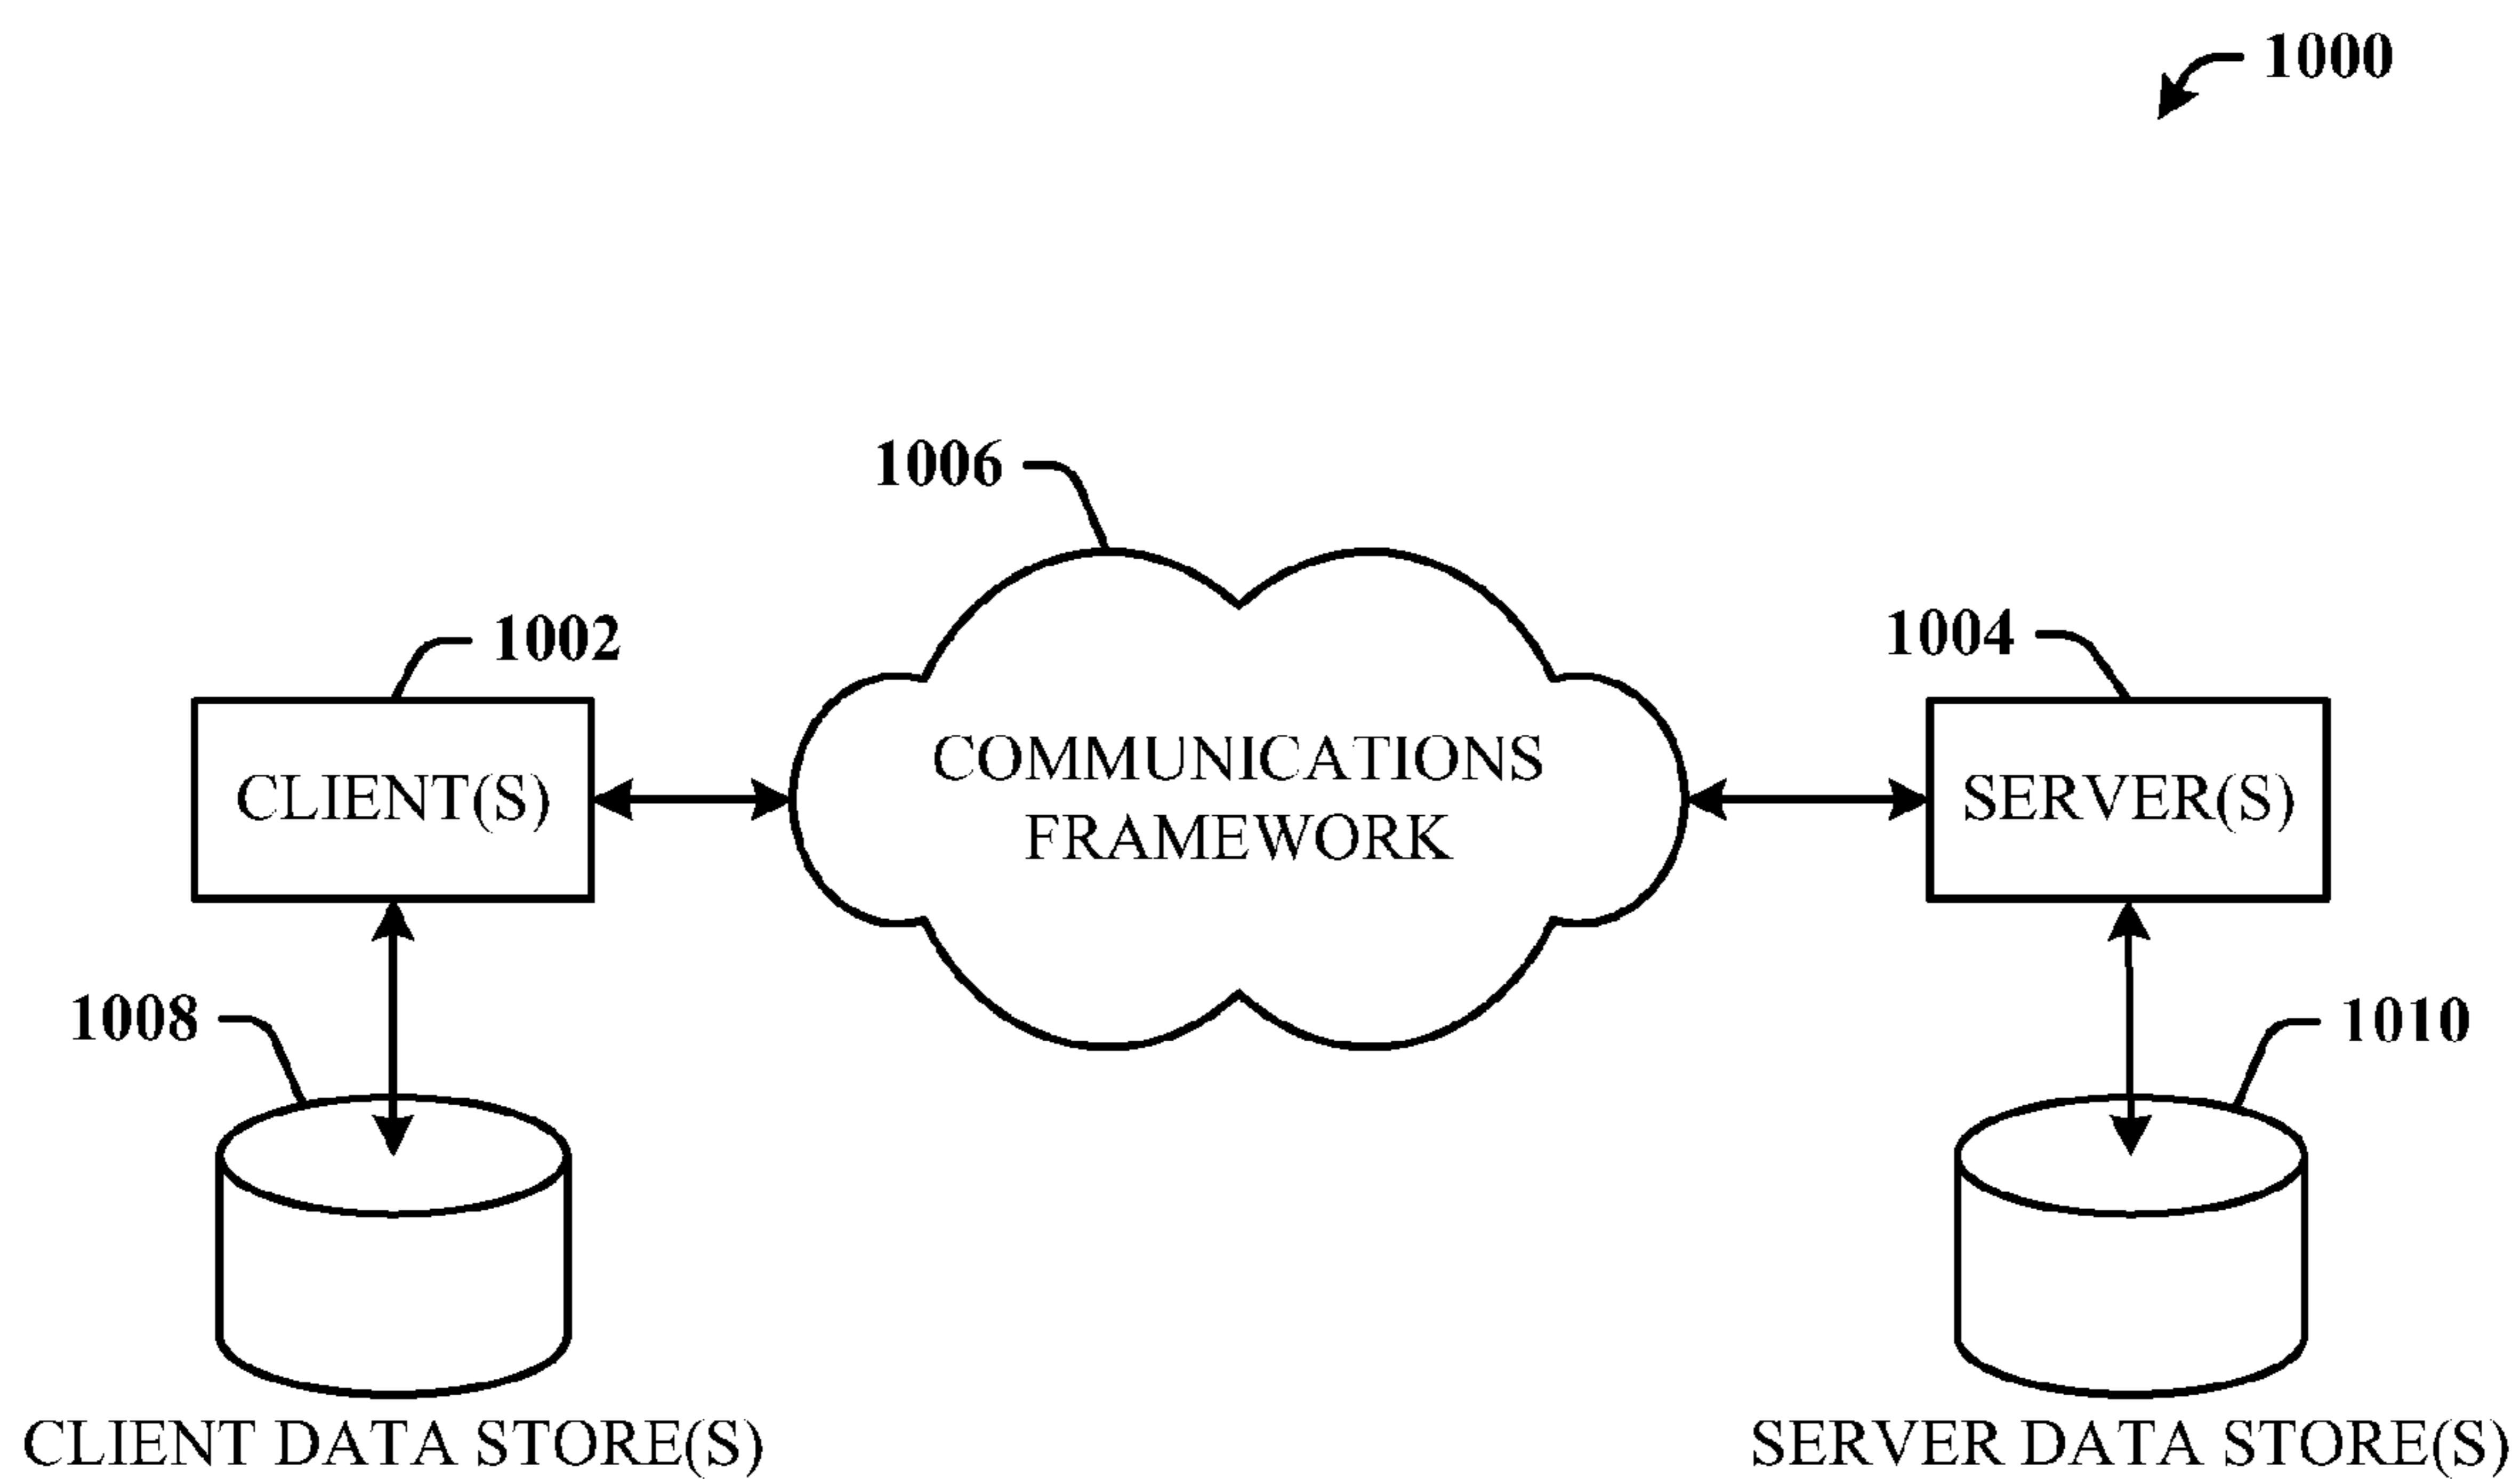 1000
1006
1002
1004
CLIENT(S)
COMMUNICATIONS
FRAMEWORK
SERVER(S)
1008
1010
CLIENT DATA STORE(S)
SERVER DATA STORE(S)